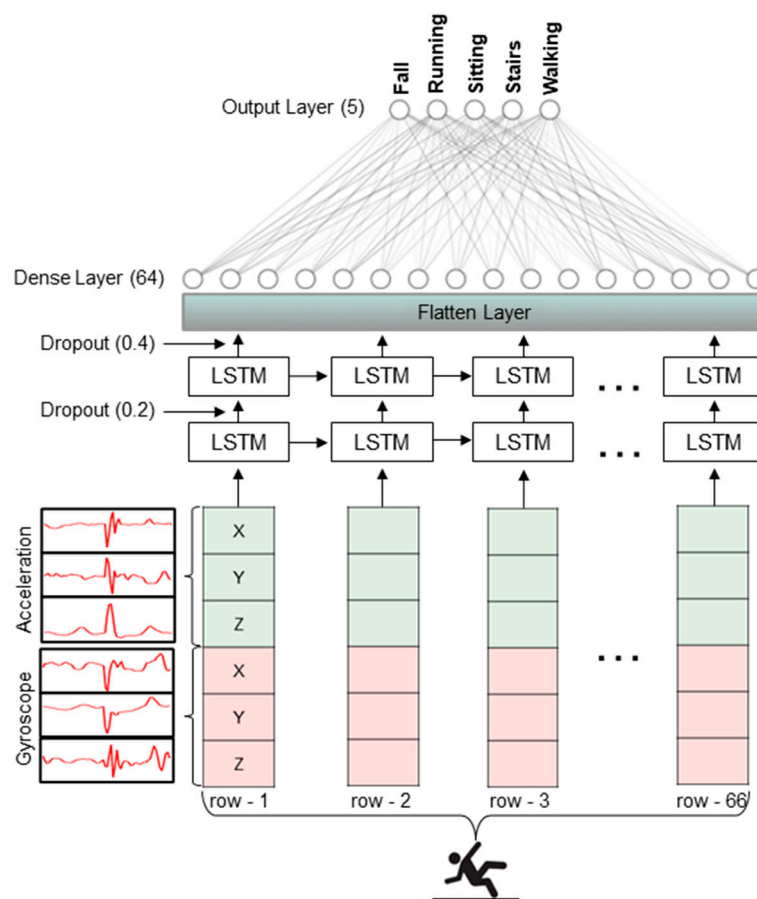 Fall
Running
Sitting
Stairs
Walking
Output Layer (5)
Dense Layer (64)
Flatten Layer
Dropout (0.4)
LSTM LSTM LSTM ... LSTM
Dropout (0.2)
LSTM LSTM LSTM ... LSTM
Acceleration
X
Y
Z
Gyroscope
X
Y
Z
...
row - 1 row - 2 row - 3 row - 66